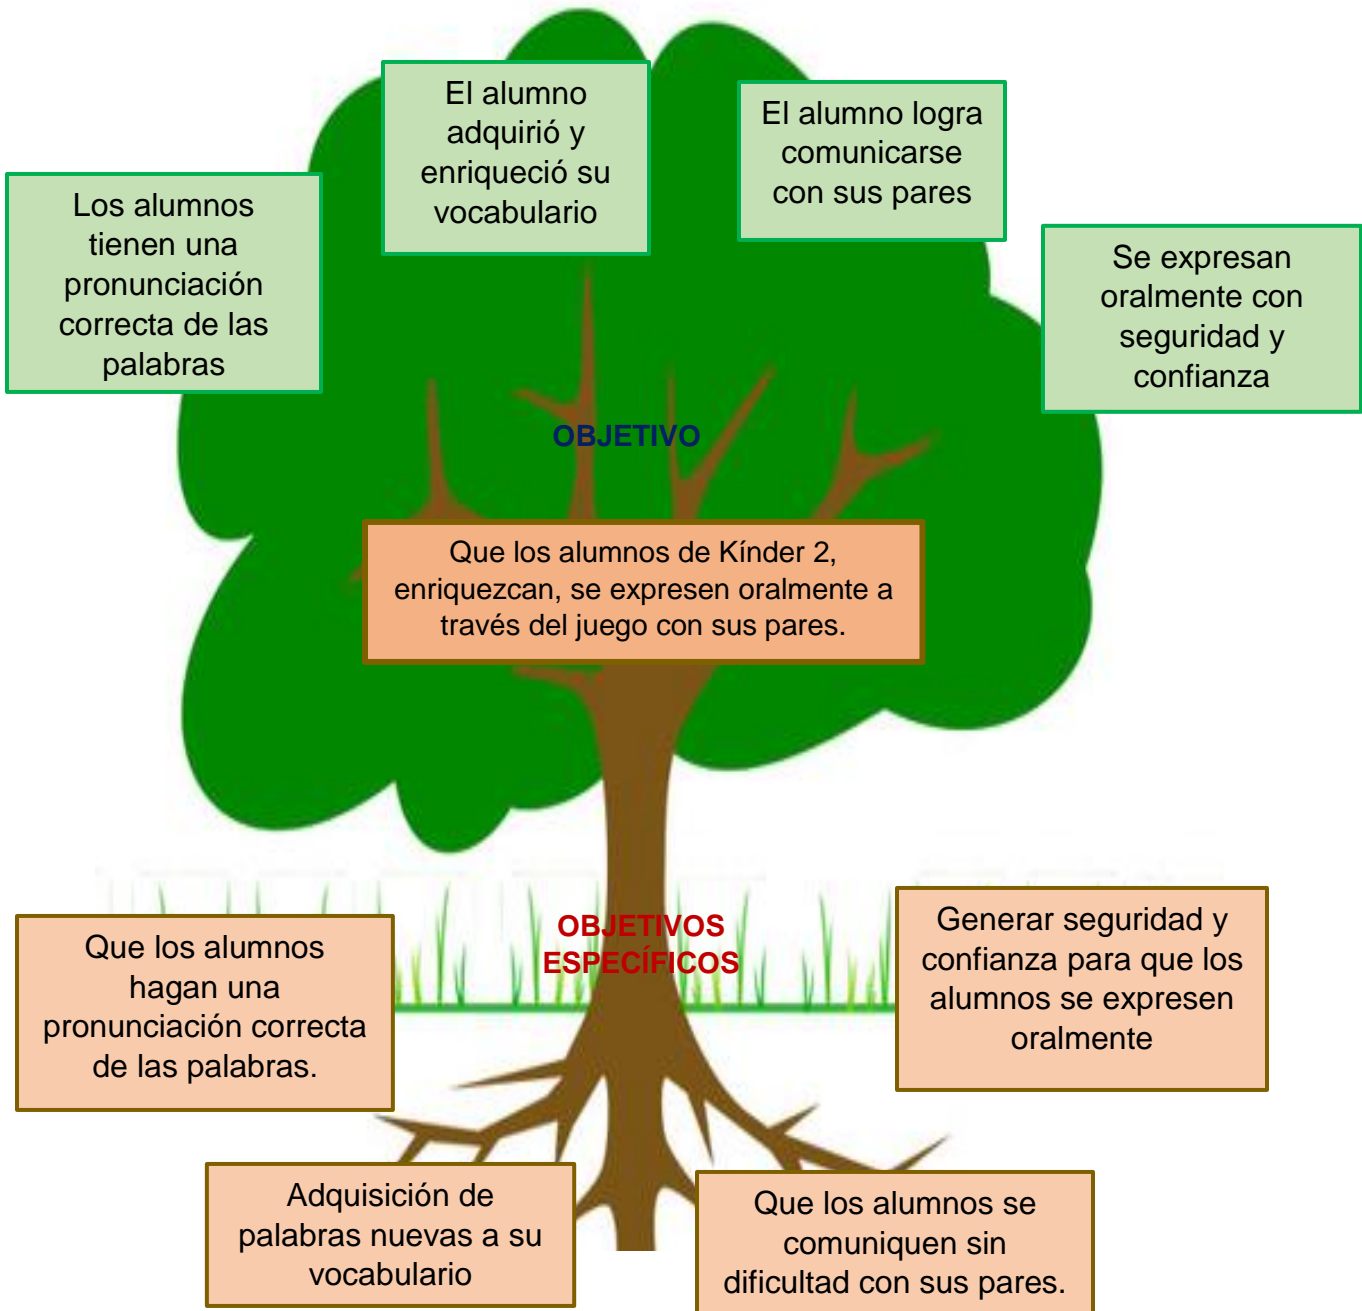 El alumno
adquirió y
enriqueció su
vocabulario
El alumno logra
comunicarse
con sus pares
Los alumnos
tienen una
pronunciación
correcta de las
palabras
Se expresan
oralmente con
seguridad y
confianza
OBJETIVO
Que los alumnos de Kínder 2,
enriquezcan, se expresen oralmente a
través del juego con sus pares.
OBJETIVOS
ESPECÍFICOS
Que los alumnos
hagan una
pronunciación correcta
de las palabras.
Generar seguridad y
confianza para que los
alumnos se expresen
oralmente
Adquisición de
palabras nuevas a su
vocabulario
Que los alumnos se
comuniquen sin
dificultad con sus pares.